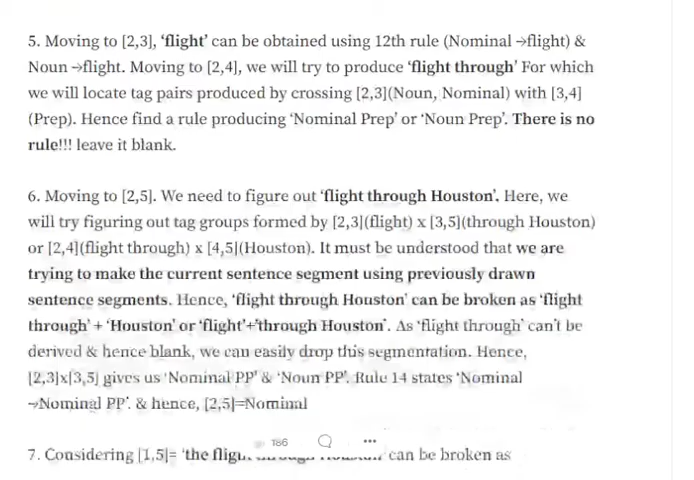 5. Moving to [2,3], ‘flight’ can be obtained using 12th rule (Nominal →flight) &
Noun →flight. Moving to [2,4], we will try to produce ‘flight through’ For which
we will locate tag pairs produced by crossing [2,3](Noun, Nominal) with [3,4]
(Prep). Hence find a rule producing ‘Nominal Prep’ or ‘Noun Prep’. There is no
rule!!! leave it blank.
6. Moving to [2,5]. We need to figure out ‘flight through Houston’. Here, we
will try figuring out tag groups formed by [2,3](flight) x [3,5](through Houston)
or [2,4](flight through) x [4,5](Houston). It must be understood that we are
trying to make the current sentence segment using previously drawn
sentence segments. Hence, ‘flight through Houston’ can be broken as ‘flight
through’ + ‘Houston’ or ‘flight’+‘through Houston’. As ‘flight through’ can’t be
derived & hence blank, we can easily drop this segmentation. Hence,
[2,3]x[3,5] gives us ‘Nominal PP’ & ‘Noun PP’. Rule 14 states ‘Nominal
→Nominal PP’. & hence, [2,5]=Nominal
186
7. Considering [1,5]= ‘the can be broken as